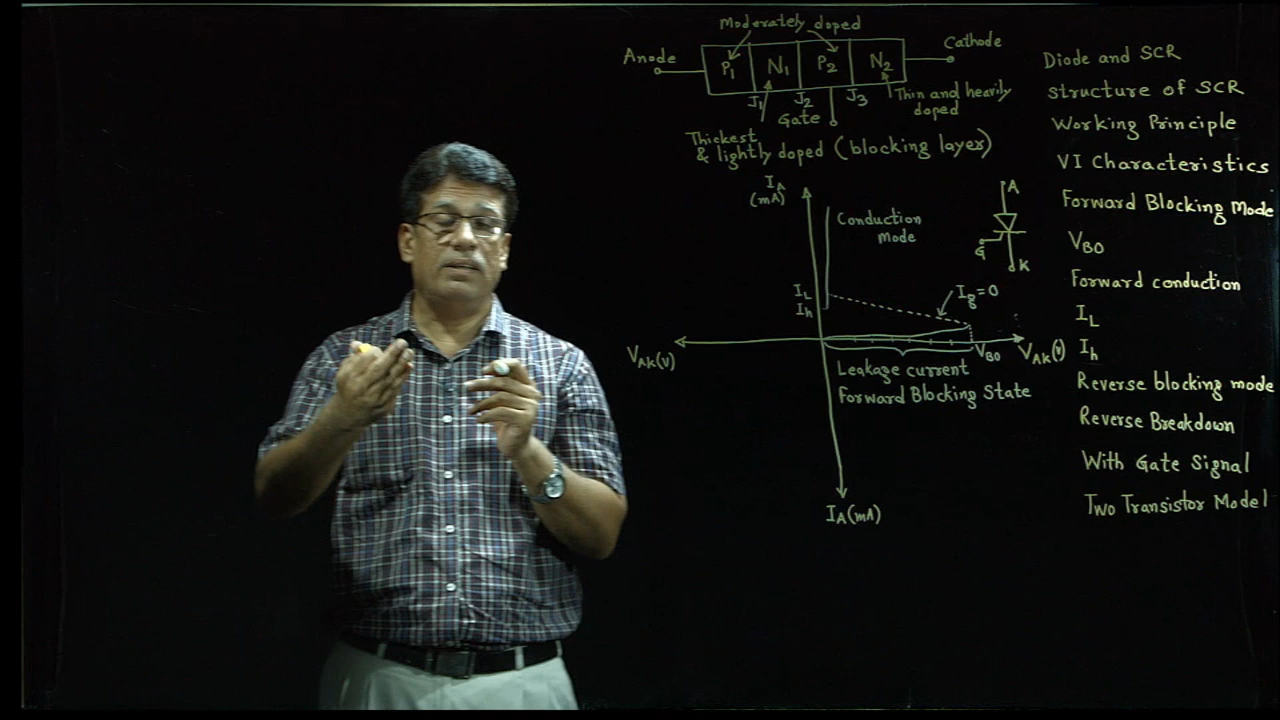 Moderately doped
Anode
P1
N1
P2
N2
Cathode
J1
J2
J3
Gate
Thin and heavily
doped
Thickest
& lightly doped (blocking layer)
IA
(mA)
Conduction
mode
A
G
K
IL
Ih
Ig=0
VAK(V)
VBO
VAK(V)
Leakage current
Forward Blocking State
IA(mA)
Diode and SCR
structure of SCR
Working Principle
VI Characteristics
Forward Blocking Mode
VBO
Forward conduction
IL
Ih
Reverse blocking mode
Reverse Breakdown
With Gate Signal
Two Transistor Model